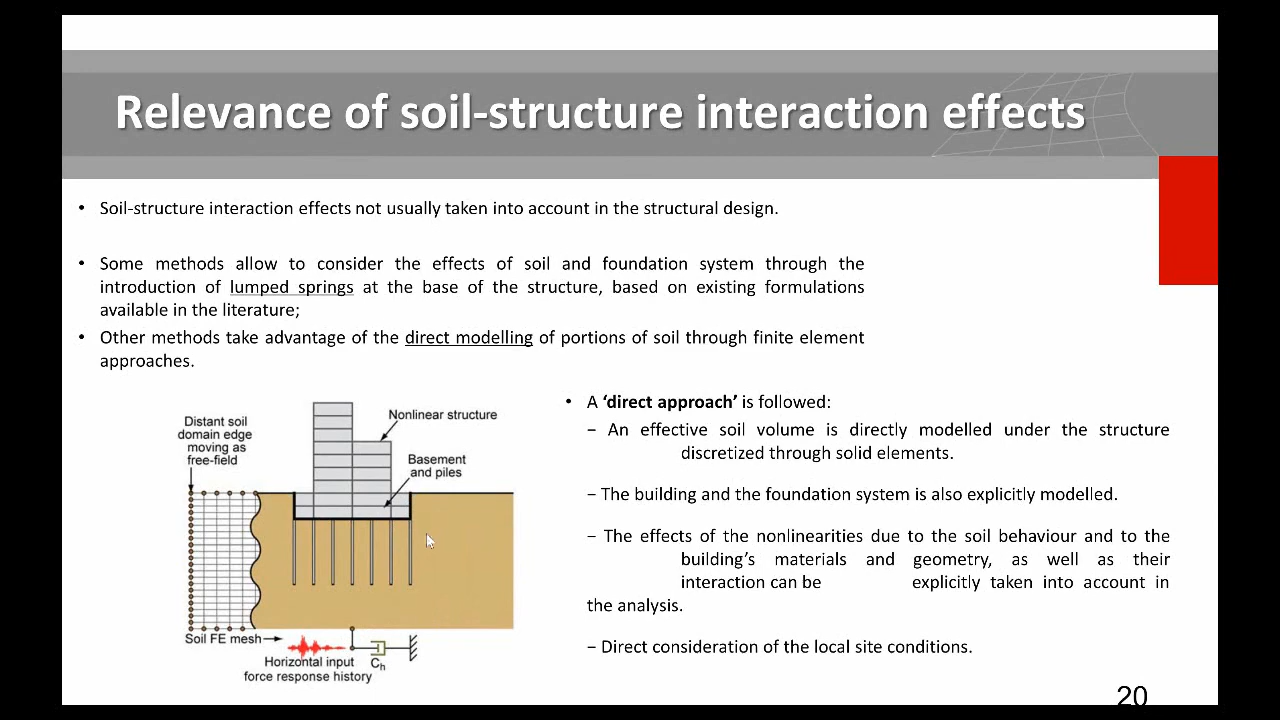 Relevance of soil-structure interaction effects
• Soil-structure interaction effects not usually taken into account in the structural design.
• Some methods allow to consider the effects of soil and foundation system through the
introduction of lumped springs at the base of the structure, based on existing formulations
available in the literature;
• Other methods take advantage of the direct modelling of portions of soil through finite element
approaches.
Distant soil
domain edge
moving as
free-field
Nonlinear structure
Basement
and piles
Soil FE mesh
Horizontal input
force response history
Ch
• A ‘direct approach’ is followed:
− An effective soil volume is directly modelled under the structure
discretized through solid elements.
− The building and the foundation system is also explicitly modelled.
− The effects of the nonlinearities due to the soil behaviour and to the
building’s materials and geometry, as well as their
interaction can be explicitly taken into account in
the analysis.
− Direct consideration of the local site conditions.
20